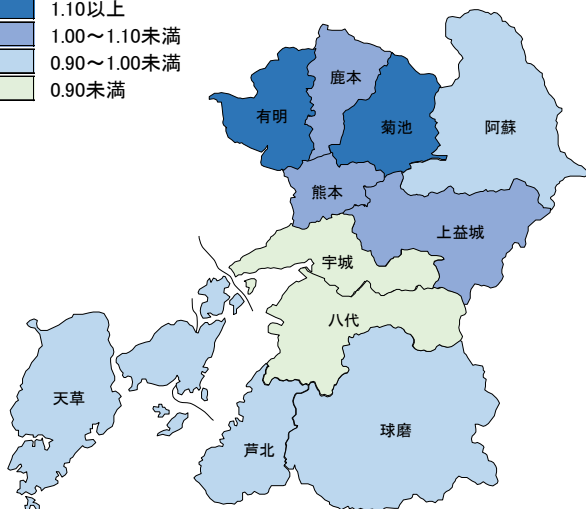 1.10以上
1.00～1.10未満
0.90～1.00未満
0.90未満
鹿本
有明
菊池
阿蘇
熊本
上益城
宇城
八代
天草
球磨
芦北